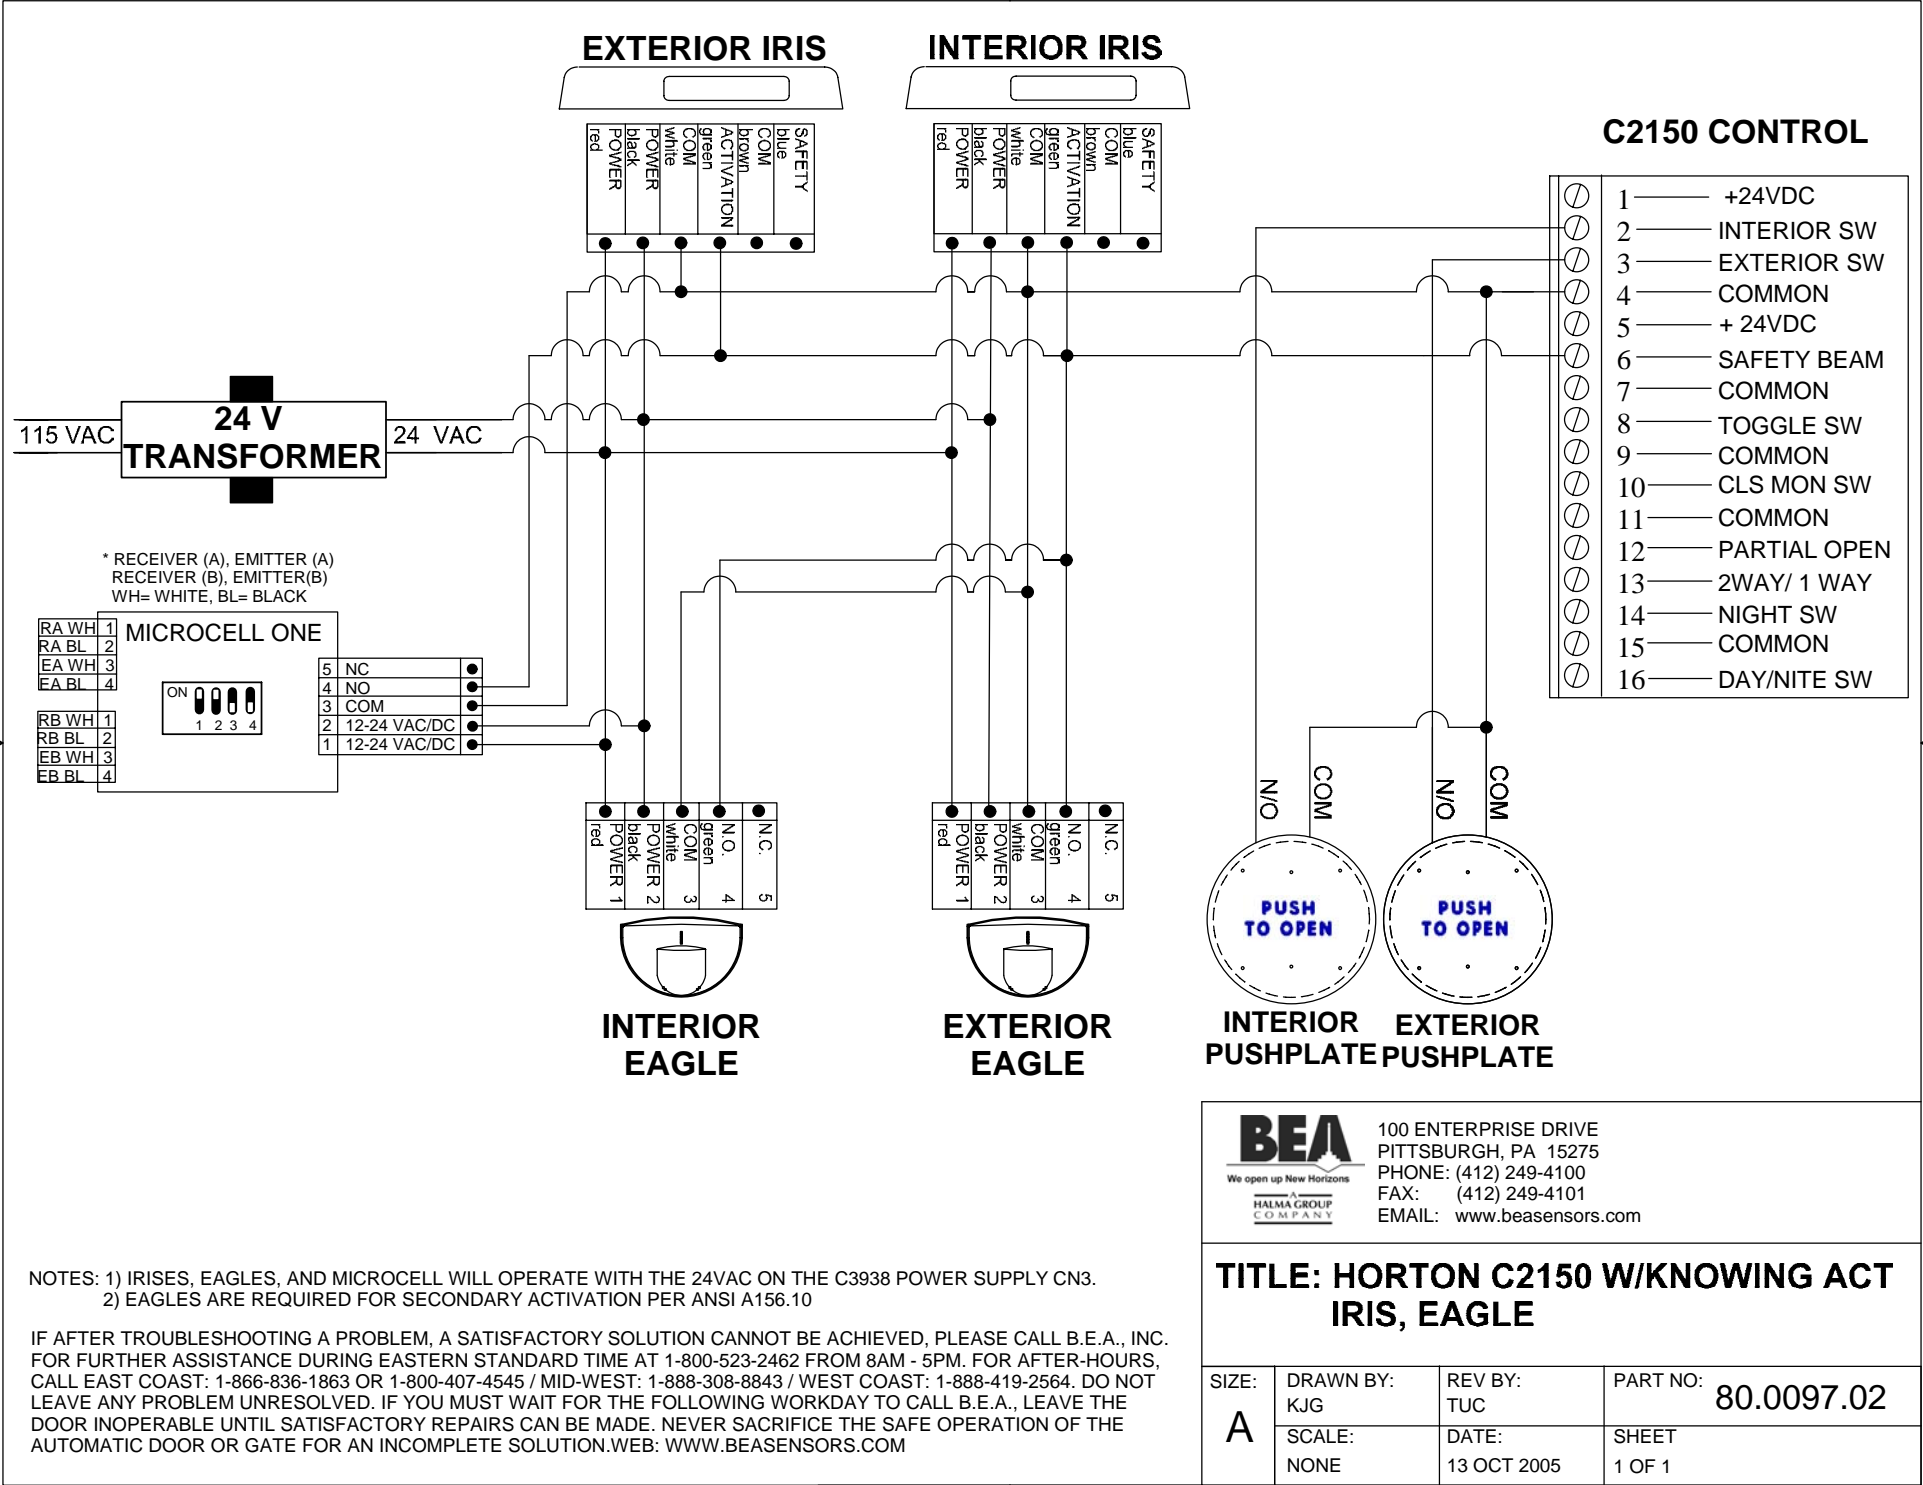 EXTERIOR IRIS
INTERIOR IRIS
red
POWER
black
POWER
white
COM
green
ACTIVATION
brown
COM
blue
SAFETY
red
POWER
black
POWER
white
COM
green
ACTIVATION
brown
COM
blue
SAFETY
C2150 CONTROL
1 +24VDC
2 INTERIOR SW
3 EXTERIOR SW
4 COMMON
5 + 24VDC
6 SAFETY BEAM
7 COMMON
8 TOGGLE SW
9 COMMON
10 CLS MON SW
11 COMMON
12 PARTIAL OPEN
13 2WAY/ 1 WAY
14 NIGHT SW
15 COMMON
16 DAY/NITE SW
115 VAC
24 V
TRANSFORMER
24 VAC
* RECEIVER (A), EMITTER (A)
RECEIVER (B), EMITTER(B)
WH= WHITE, BL= BLACK
MICROCELL ONE
RA WH 1
RA BL 2
EA WH 3
EA BL 4
RB WH 1
RB BL 2
EB WH 3
EB BL 4
ON
1 2 3 4
5 NC
4 NO
3 COM
2 12-24 VAC/DC
1 12-24 VAC/DC
red
POWER 1
black
POWER 2
white
COM 3
green
N.O. 4
N.C. 5
INTERIOR
EAGLE
red
POWER 1
black
POWER 2
white
COM 3
green
N.O. 4
N.C. 5
EXTERIOR
EAGLE
N/O
COM
N/O
COM
PUSH
TO OPEN
PUSH
TO OPEN
INTERIOR
PUSHPLATE
EXTERIOR
PUSHPLATE
BEA
We open up New Horizons
A
HALMA GROUP
COMPANY
100 ENTERPRISE DRIVE
PITTSBURGH, PA 15275
PHONE: (412) 249-4100
FAX: (412) 249-4101
EMAIL: www.beasensors.com
TITLE: HORTON C2150 W/KNOWING ACT
IRIS, EAGLE
SIZE:
A
DRAWN BY:
KJG
REV BY:
TUC
PART NO: 80.0097.02
SCALE:
NONE
DATE:
13 OCT 2005
SHEET
1 OF 1
NOTES: 1) IRISES, EAGLES, AND MICROCELL WILL OPERATE WITH THE 24VAC ON THE C3938 POWER SUPPLY CN3.
2) EAGLES ARE REQUIRED FOR SECONDARY ACTIVATION PER ANSI A156.10
IF AFTER TROUBLESHOOTING A PROBLEM, A SATISFACTORY SOLUTION CANNOT BE ACHIEVED, PLEASE CALL B.E.A., INC.
FOR FURTHER ASSISTANCE DURING EASTERN STANDARD TIME AT 1-800-523-2462 FROM 8AM - 5PM. FOR AFTER-HOURS,
CALL EAST COAST: 1-866-836-1863 OR 1-800-407-4545 / MID-WEST: 1-888-308-8843 / WEST COAST: 1-888-419-2564. DO NOT
LEAVE ANY PROBLEM UNRESOLVED. IF YOU MUST WAIT FOR THE FOLLOWING WORKDAY TO CALL B.E.A., LEAVE THE
DOOR INOPERABLE UNTIL SATISFACTORY REPAIRS CAN BE MADE. NEVER SACRIFICE THE SAFE OPERATION OF THE
AUTOMATIC DOOR OR GATE FOR AN INCOMPLETE SOLUTION.WEB: WWW.BEASENSORS.COM